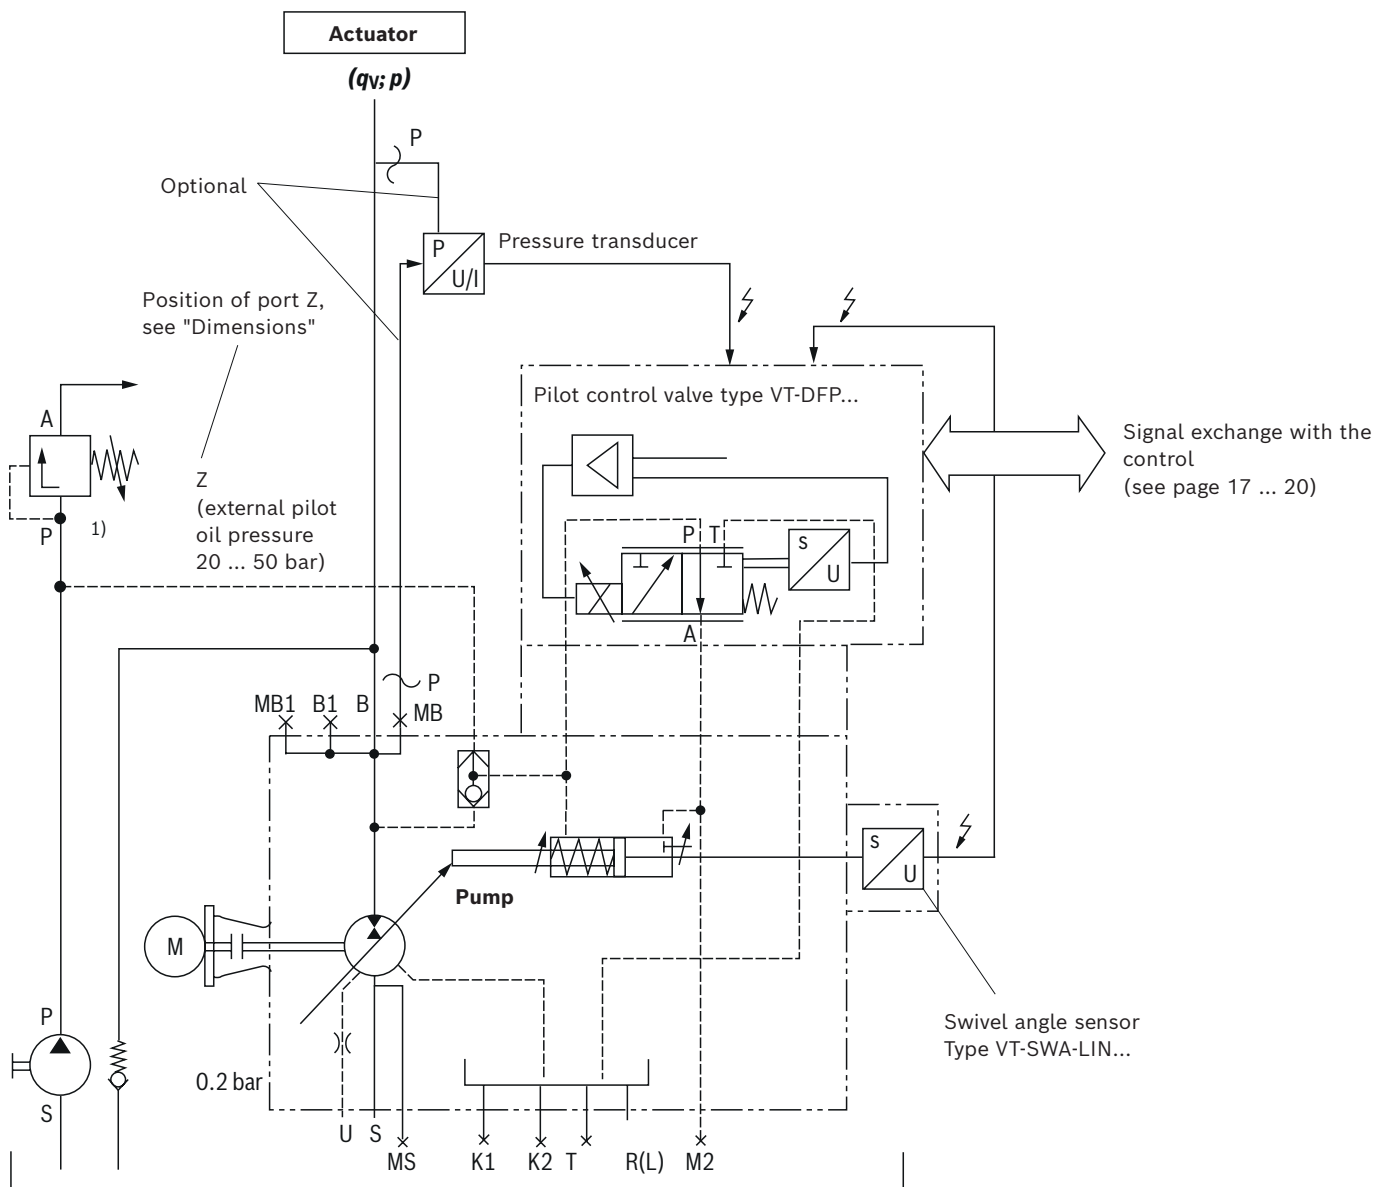 Actuator
(qV; p)
P
Optional
P
U/I
Pressure transducer
Position of port Z,
see "Dimensions"
Pilot control valve type VT-DFP...
A
Signal exchange with the
control
(see page 17 ... 20)
Z
(external pilot
oil pressure
20 ... 50 bar)
P
1)
P T
s
U
A
P
MB1 B1 B MB
s
U
Pump
M
P
Swivel angle sensor
Type VT-SWA-LIN...
0.2 bar
S
U S
MS K1 K2 T R(L) M2